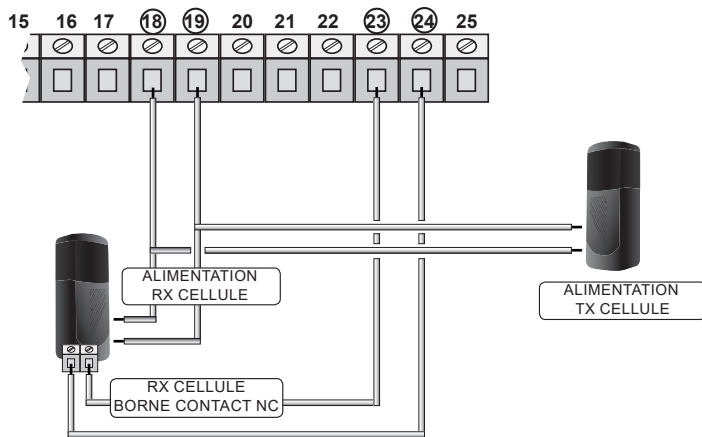 15 16 17 18 19 20 21 22 23 24 25
ALIMENTATION
RX CELLULE
ALIMENTATION
TX CELLULE
RX CELLULE
BORNE CONTACT NC